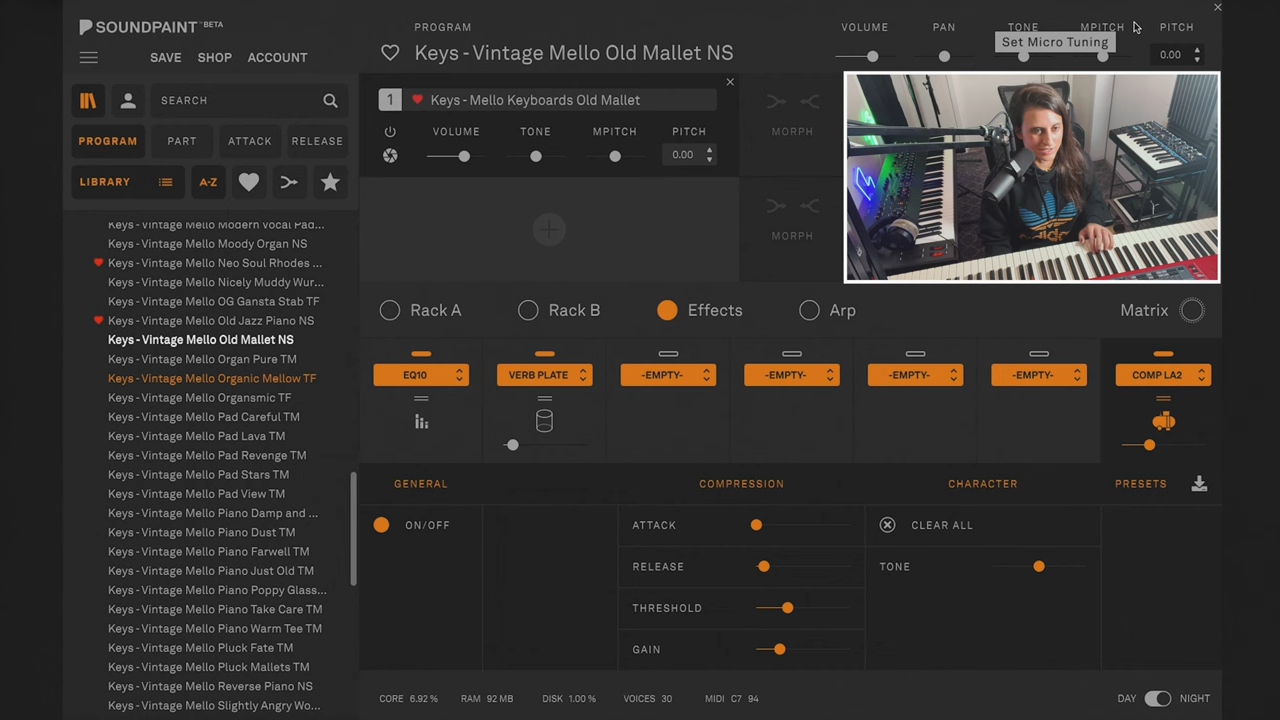 SOUNDPAINT BETA
SAVE SHOP ACCOUNT
SEARCH
PROGRAM PART ATTACK RELEASE
LIBRARY A-Z
Keys - Vintage Mello Modern Vocal Pad...
Keys - Vintage Mello Moody Organ NS
Keys - Vintage Mello Neo Soul Rhodes ...
Keys - Vintage Mello Nicely Muddy Wur...
Keys - Vintage Mello OG Gansta Stab TF
Keys - Vintage Mello Old Jazz Piano NS
Keys - Vintage Mello Old Mallet NS
Keys - Vintage Mello Organ Pure TM
Keys - Vintage Mello Organic Mellow TF
Keys - Vintage Mello Organsmic TF
Keys - Vintage Mello Pad Careful TM
Keys - Vintage Mello Pad Lava TM
Keys - Vintage Mello Pad Revenge TM
Keys - Vintage Mello Pad Stars TM
Keys - Vintage Mello Pad View TM
Keys - Vintage Mello Piano Damp and ...
Keys - Vintage Mello Piano Dust TM
Keys - Vintage Mello Piano Farwell TM
Keys - Vintage Mello Piano Just Old TM
Keys - Vintage Mello Piano Poppy Glass...
Keys - Vintage Mello Piano Take Care TM
Keys - Vintage Mello Piano Warm Tee TM
Keys - Vintage Mello Pluck Fate TM
Keys - Vintage Mello Pluck Mallets TM
Keys - Vintage Mello Reverse Piano NS
Keys - Vintage Mello Slightly Angry Wo...
PROGRAM
Keys - Vintage Mello Old Mallet NS
VOLUME PAN TONE MPITCH PITCH
Set Micro Tuning
0.00
1 Keys - Mello Keyboards Old Mallet
VOLUME TONE MPITCH PITCH
0.00
MORPH
MORPH
adidas
Rack A Rack B Effects Arp Matrix
EQ10 VERB PLATE -EMPTY- -EMPTY- -EMPTY- -EMPTY- COMP LA2
GENERAL COMPRESSION CHARACTER PRESETS
ON/OFF ATTACK CLEAR ALL
RELEASE TONE
THRESHOLD
GAIN
CORE 6.92 % RAM 92 MB DISK 1.00 % VOICES 30 MIDI C7 94
DAY NIGHT